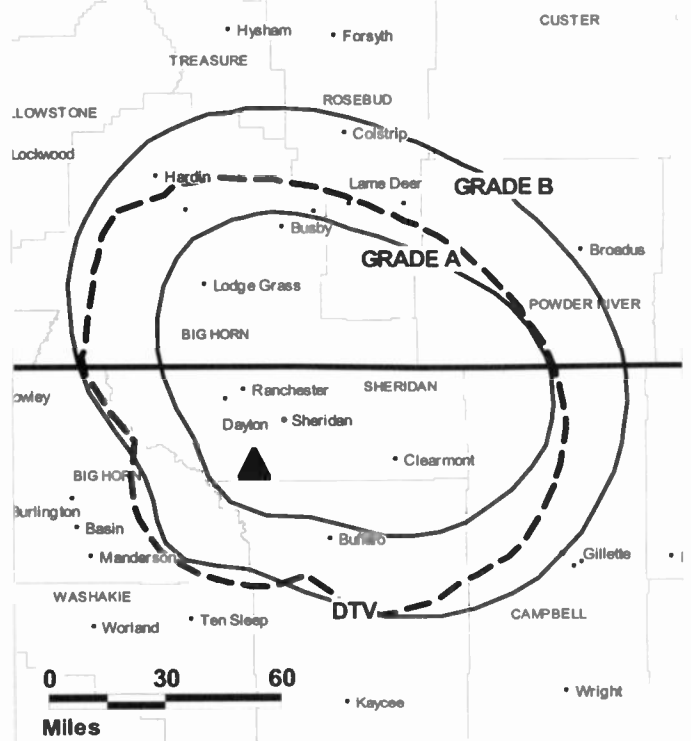 CUSTER
Hysham
Forsyth
TREASURE
ROSEBUD
LLOWSTONE
Colstrip
Lockwood
Hardin
Lame Deer
GRADE B
Busby
Broadus
GRADE A
Lodge Grass
POWDER RIVER
BIG HORN
Ranchester
SHERIDAN
owley
Dayton
Sheridan
Clearmont
BIG HORN
Burlington
Basin
Buffalo
Manderson
Gillette
WASHAKIE
DTV
CAMPBELL
Ten Sleep
Worland
0 30 60
Miles
Wright
Kaycee